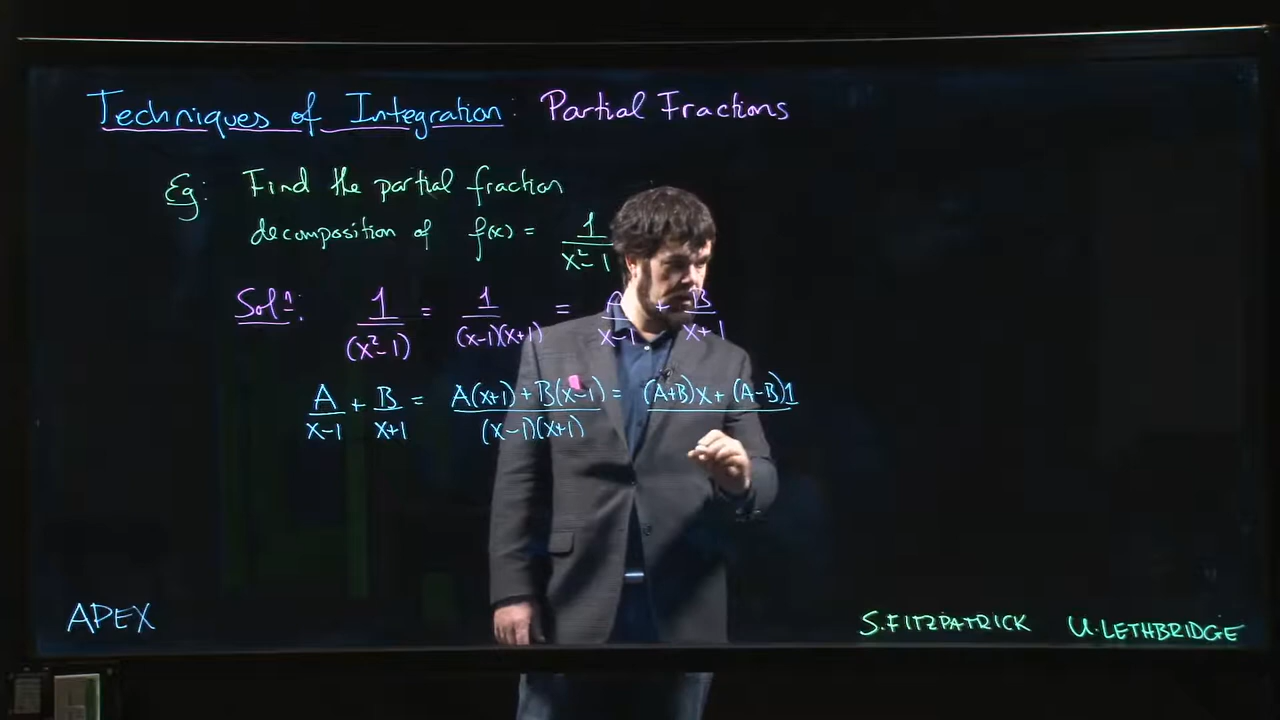 Techniques of Integration: Partial Fractions
Eg: Find the partial fraction
decomposition of f(x) = 1/(x²-1)
Solⁿ: 1/(x²-1) = 1/((x-1)(x+1)) = A/(x-1) + B/(x+1)
A/(x-1) + B/(x+1) = (A(x+1)+B(x-1))/((x-1)(x+1)) = (A+B)x+(A-B)1
APEX
S.FITZPATRICK U.LETHBRIDGE